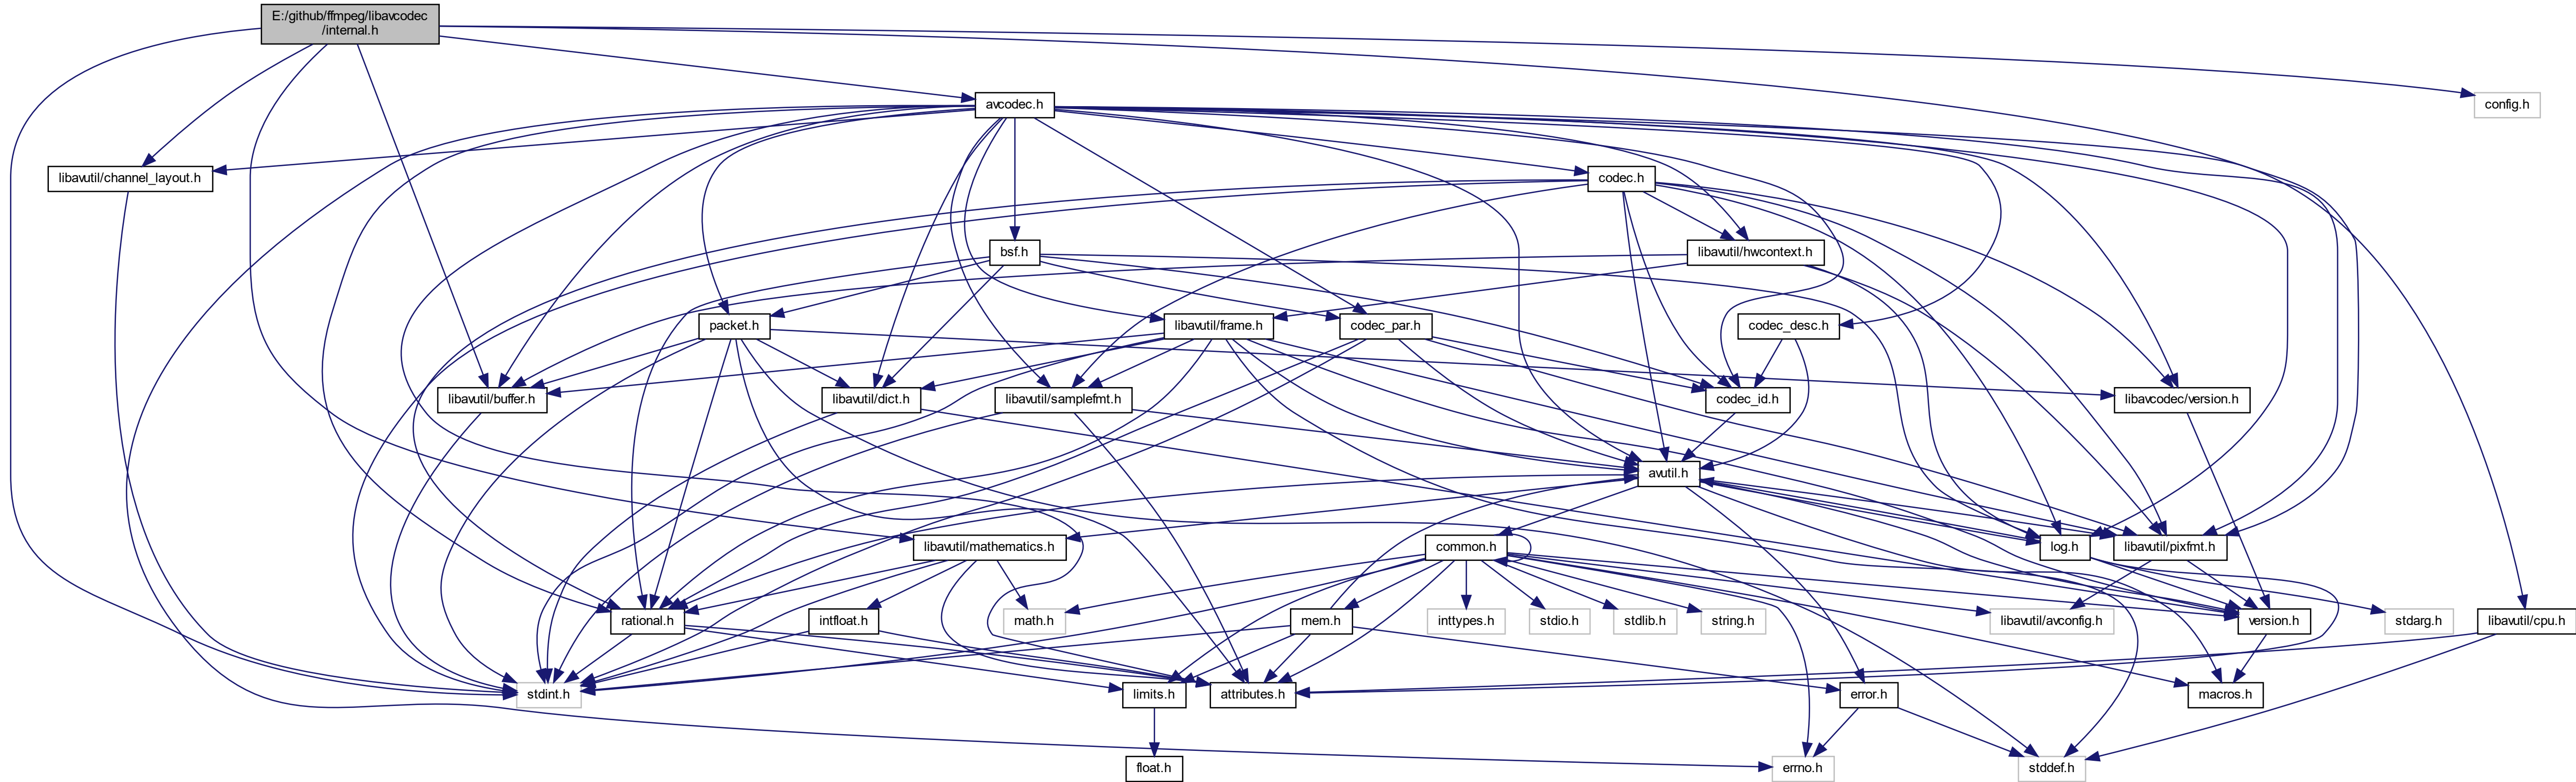 E:/github/ffmpeg/libavcodec
/internal.h
avcodec.h
config.h
libavutil/channel_layout.h
codec.h
bsf.h
libavutil/hwcontext.h
packet.h
libavutil/frame.h
codec_par.h
codec_desc.h
libavutil/buffer.h
libavutil/dict.h
libavutil/samplefmt.h
codec_id.h
libavcodec/version.h
avutil.h
libavutil/mathematics.h
common.h
log.h
libavutil/pixfmt.h
rational.h
intfloat.h
math.h
mem.h
inttypes.h
stdio.h
stdlib.h
string.h
libavutil/avconfig.h
version.h
stdarg.h
libavutil/cpu.h
stdint.h
limits.h
attributes.h
error.h
macros.h
float.h
errno.h
stddef.h